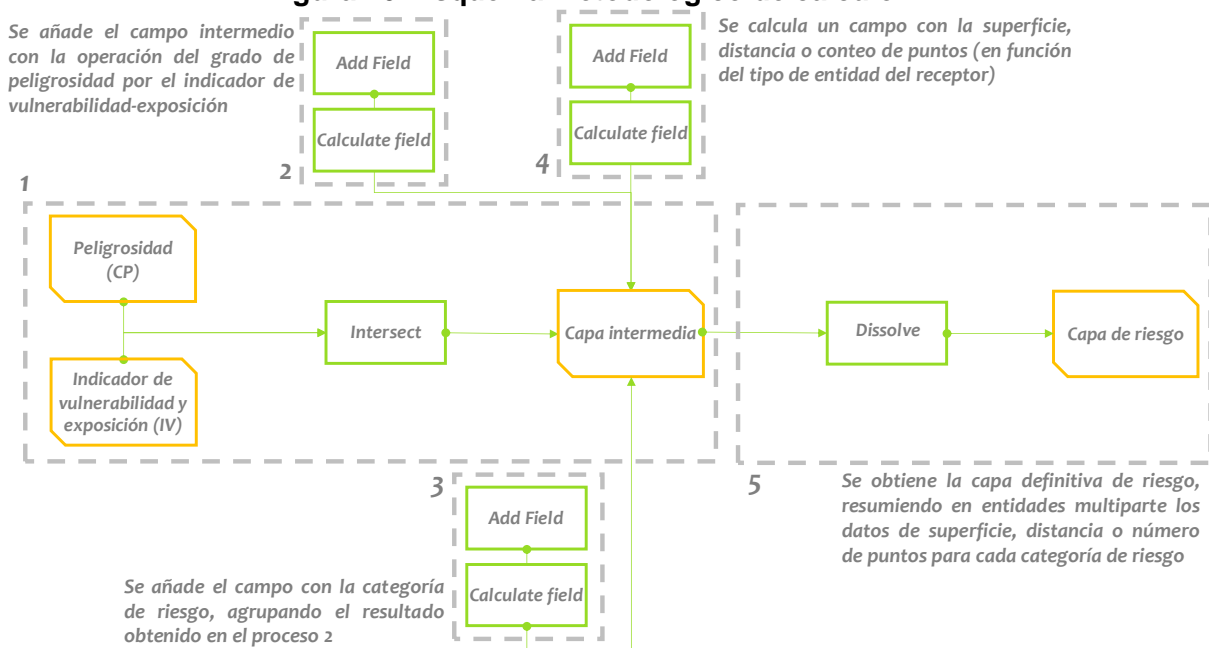 Se añade el campo intermedio
con la operación del grado de
peligrosidad por el indicador de
vulnerabilidad-exposición
Add Field
Calculate field
2
Add Field
Calculate field
4
Se calcula un campo con la superficie,
distancia o conteo de puntos (en función
del tipo de entidad del receptor)
1
Peligrosidad
(CP)
Indicador de
vulnerabilidad y
exposición (IV)
Intersect
Capa intermedia
Dissolve
Capa de riesgo
3
Add Field
Calculate field
Se añade el campo con la categoría
de riesgo, agrupando el resultado
obtenido en el proceso 2
5
Se obtiene la capa definitiva de riesgo,
resumiendo en entidades multiparte los
datos de superficie, distancia o número
de puntos para cada categoría de riesgo